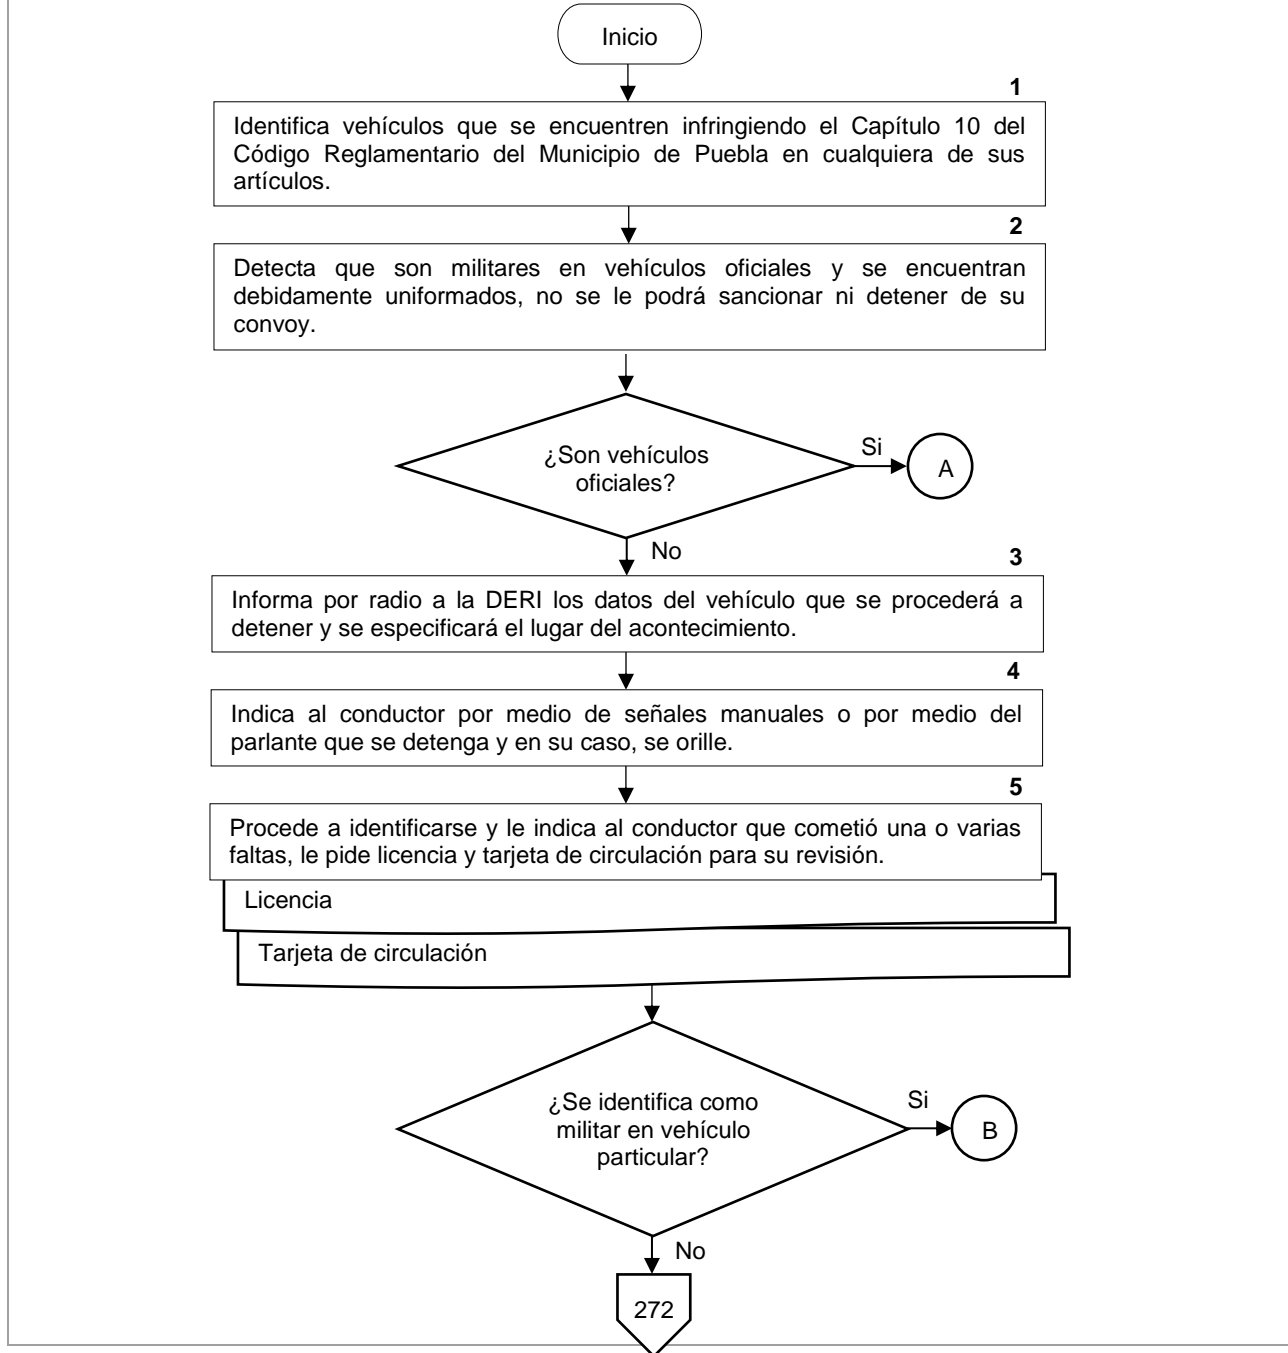 Inicio
1
Identifica vehículos que se encuentren infringiendo el Capítulo 10 del
Código Reglamentario del Municipio de Puebla en cualquiera de sus
artículos.
2
Detecta que son militares en vehículos oficiales y se encuentran
debidamente uniformados, no se le podrá sancionar ni detener de su
convoy.
¿Son vehículos
oficiales?
Si
A
No
3
Informa por radio a la DERI los datos del vehículo que se procederá a
detener y se especificará el lugar del acontecimiento.
4
Indica al conductor por medio de señales manuales o por medio del
parlante que se detenga y en su caso, se orille.
5
Procede a identificarse y le indica al conductor que cometió una o varias
faltas, le pide licencia y tarjeta de circulación para su revisión.
Licencia
Tarjeta de circulación
¿Se identifica como
militar en vehículo
particular?
Si
B
No
272